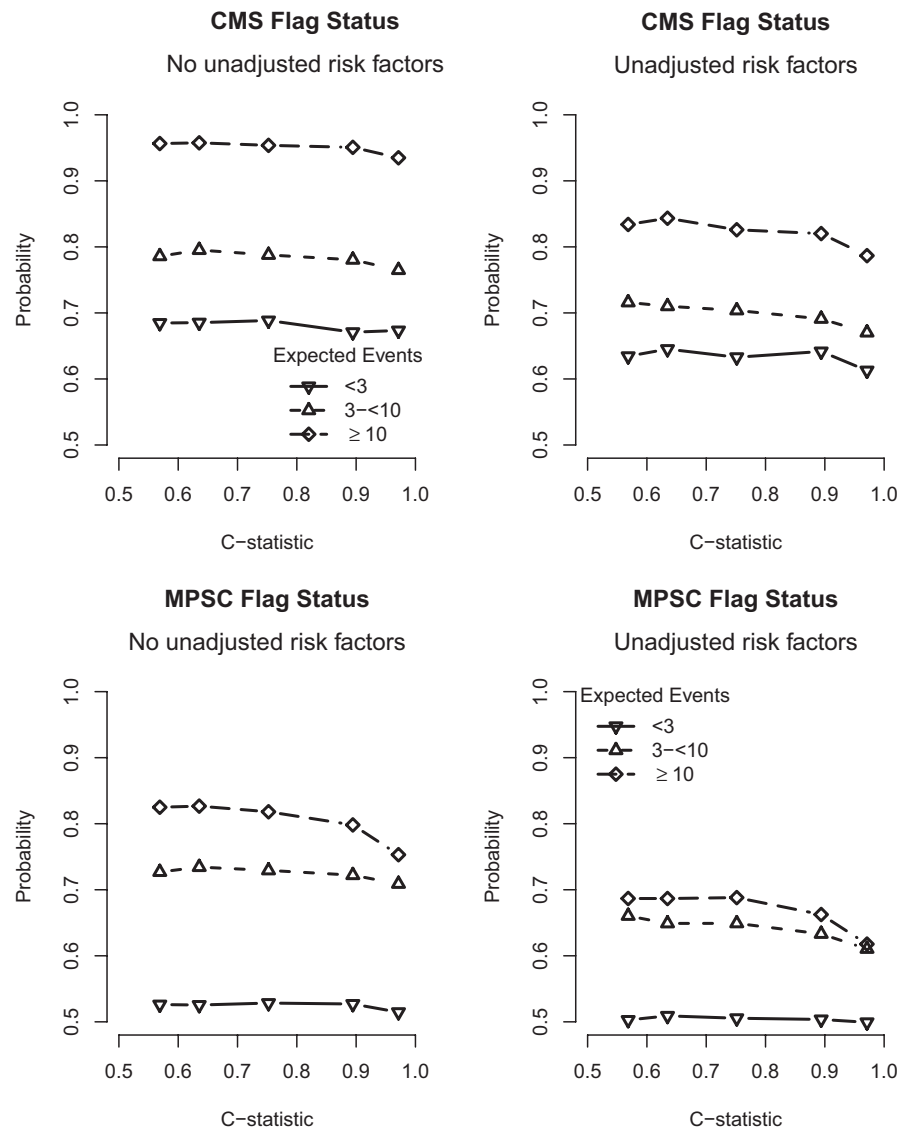 CMS Flag Status
No unadjusted risk factors
Probability
1.0
0.9
0.8
0.7
0.6
0.5
Expected Events
<3
3−<10
≥ 10
0.5 0.6 0.7 0.8 0.9 1.0
C−statistic
CMS Flag Status
Unadjusted risk factors
Probability
1.0
0.9
0.8
0.7
0.6
0.5
0.5 0.6 0.7 0.8 0.9 1.0
C−statistic
MPSC Flag Status
No unadjusted risk factors
Probability
1.0
0.9
0.8
0.7
0.6
0.5
0.5 0.6 0.7 0.8 0.9 1.0
C−statistic
MPSC Flag Status
Unadjusted risk factors
Probability
1.0
0.9
0.8
0.7
0.6
0.5
Expected Events
<3
3−<10
≥ 10
0.5 0.6 0.7 0.8 0.9 1.0
C−statistic